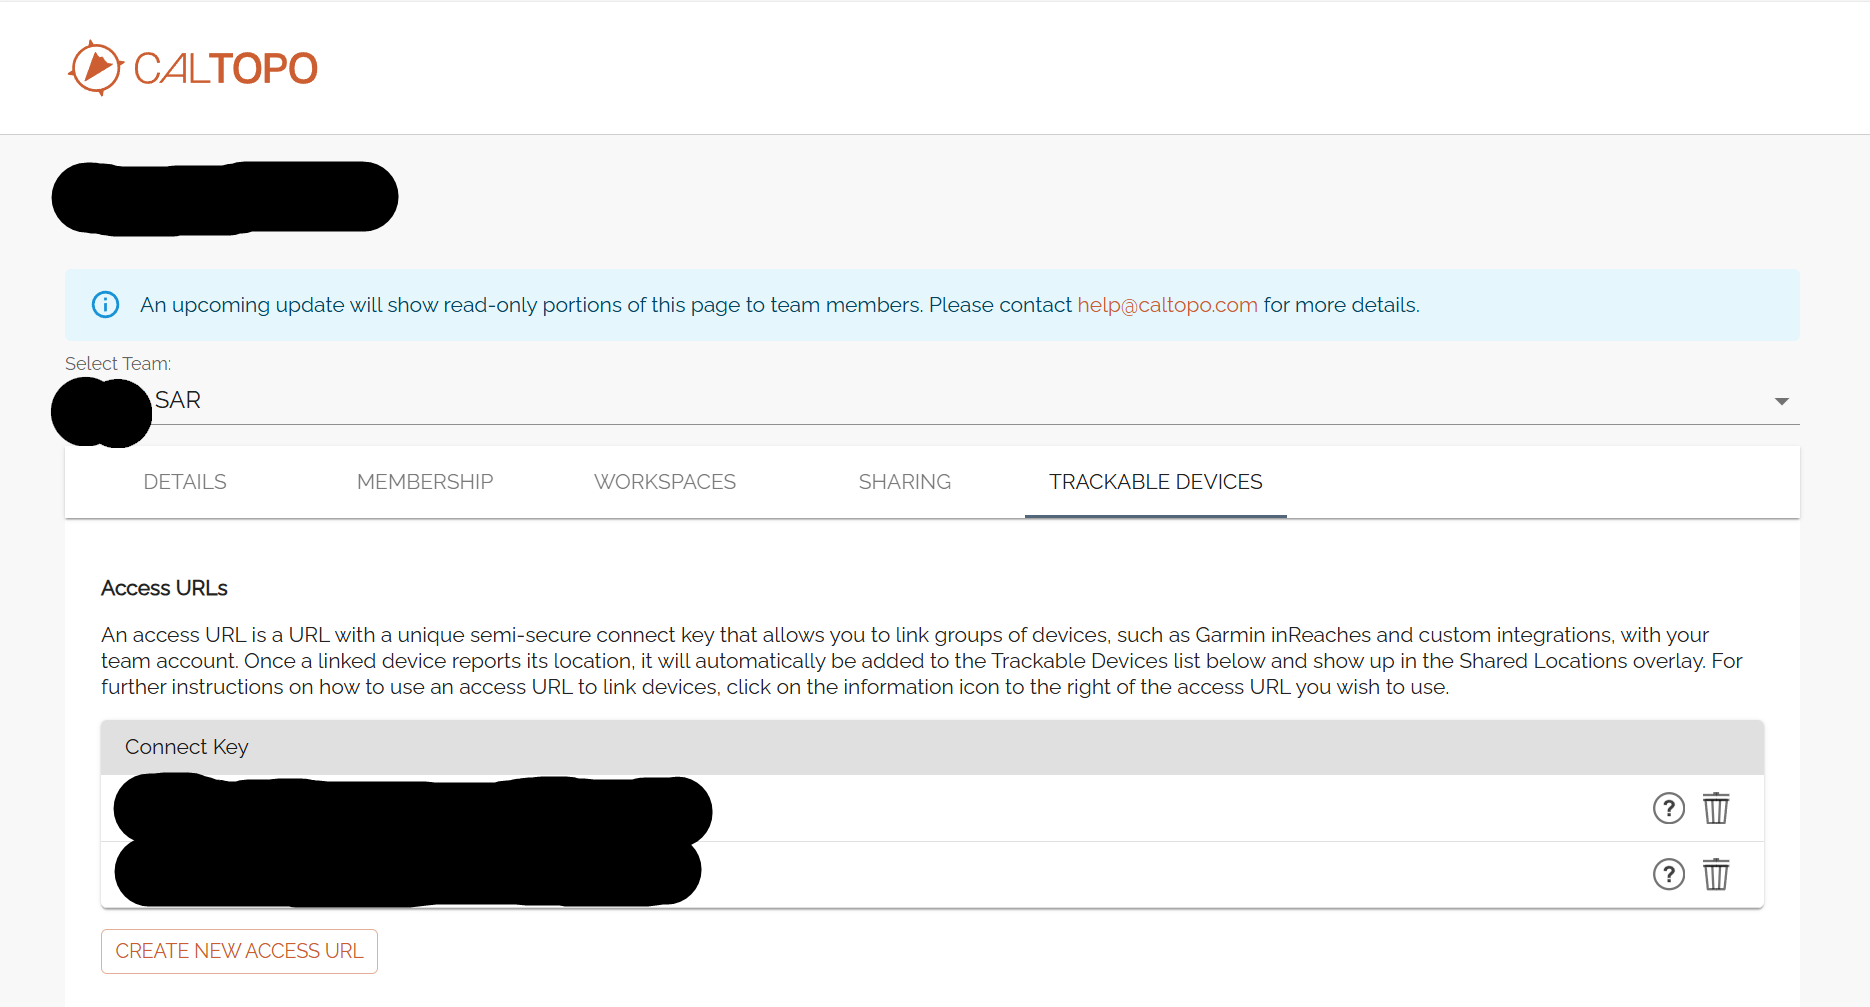 CALTOPO
An upcoming update will show read-only portions of this page to team members. Please contact help@caltopo.com for more details.
Select Team:
SAR
DETAILS MEMBERSHIP WORKSPACES SHARING TRACKABLE DEVICES
Access URLs
An access URL is a URL with a unique semi-secure connect key that allows you to link groups of devices, such as Garmin inReaches and custom integrations, with your
team account. Once a linked device reports its location, it will automatically be added to the Trackable Devices list below and show up in the Shared Locations overlay. For
further instructions on how to use an access URL to link devices, click on the information icon to the right of the access URL you wish to use.
Connect Key
?
?
CREATE NEW ACCESS URL